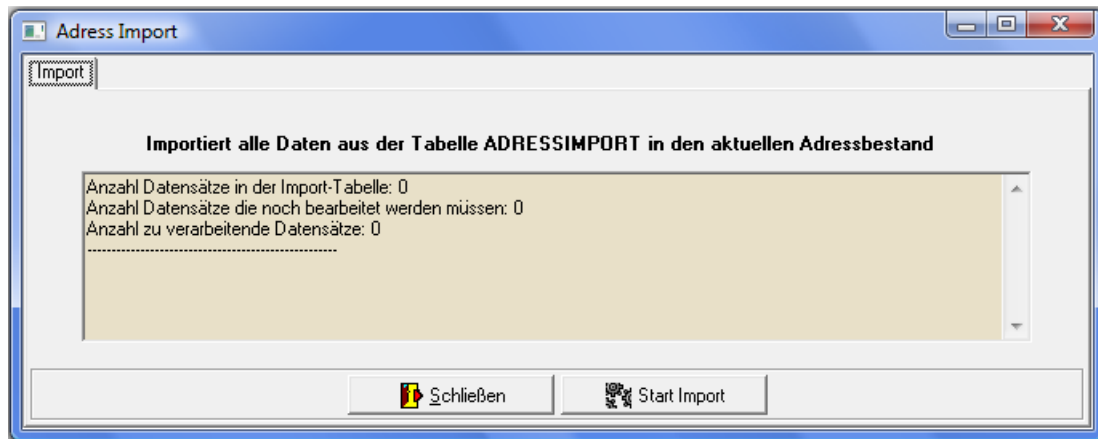 Adress Import
Import
Importiert alle Daten aus der Tabelle ADRESSIMPORT in den aktuellen Adressbestand
Anzahl Datensätze in der Import-Tabelle: 0
Anzahl Datensätze die noch bearbeitet werden müssen: 0
Anzahl zu verarbeitende Datensätze: 0
--------------------------------------------------
Schließen
Start Import